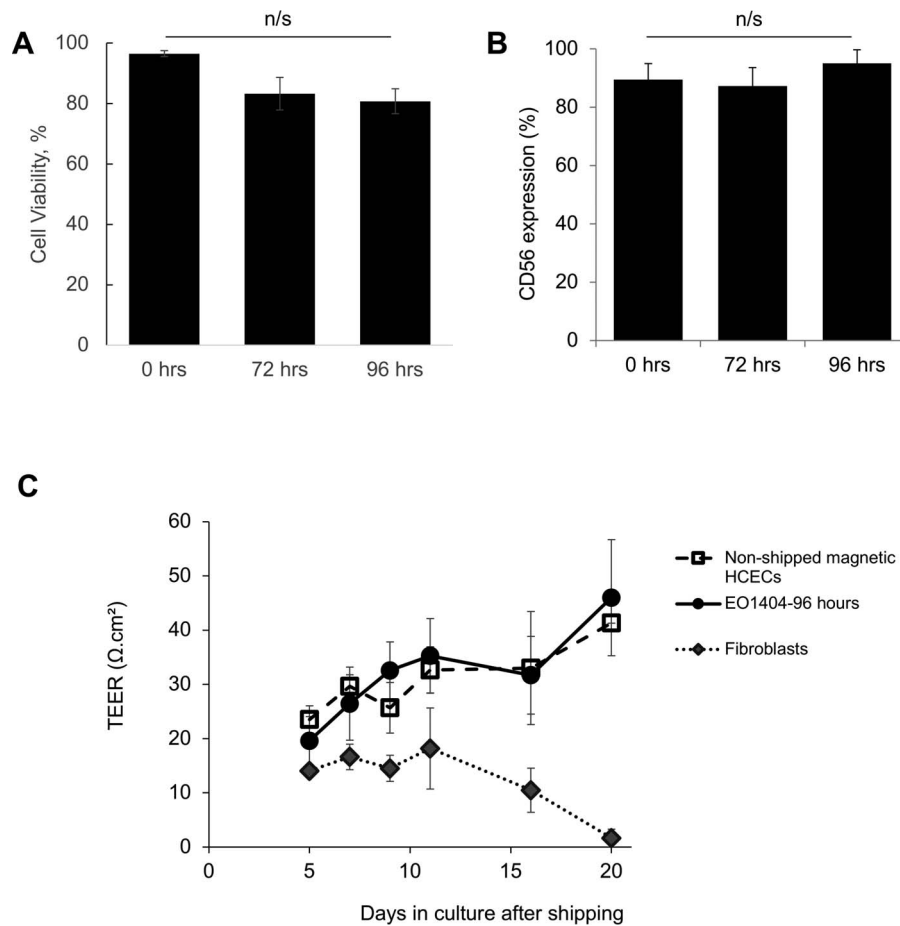 A
n/s
100
80
60
40
20
0
Cell Viability, %
0 hrs
72 hrs
96 hrs
B
n/s
100
80
60
40
20
0
CD56 expression (%)
0 hrs
72 hrs
96 hrs
C
60
50
40
30
20
10
0
TEER (Ω.cm²)
0
5
10
15
20
Days in culture after shipping
Non-shipped magnetic
HCECs
EO1404-96 hours
Fibroblasts